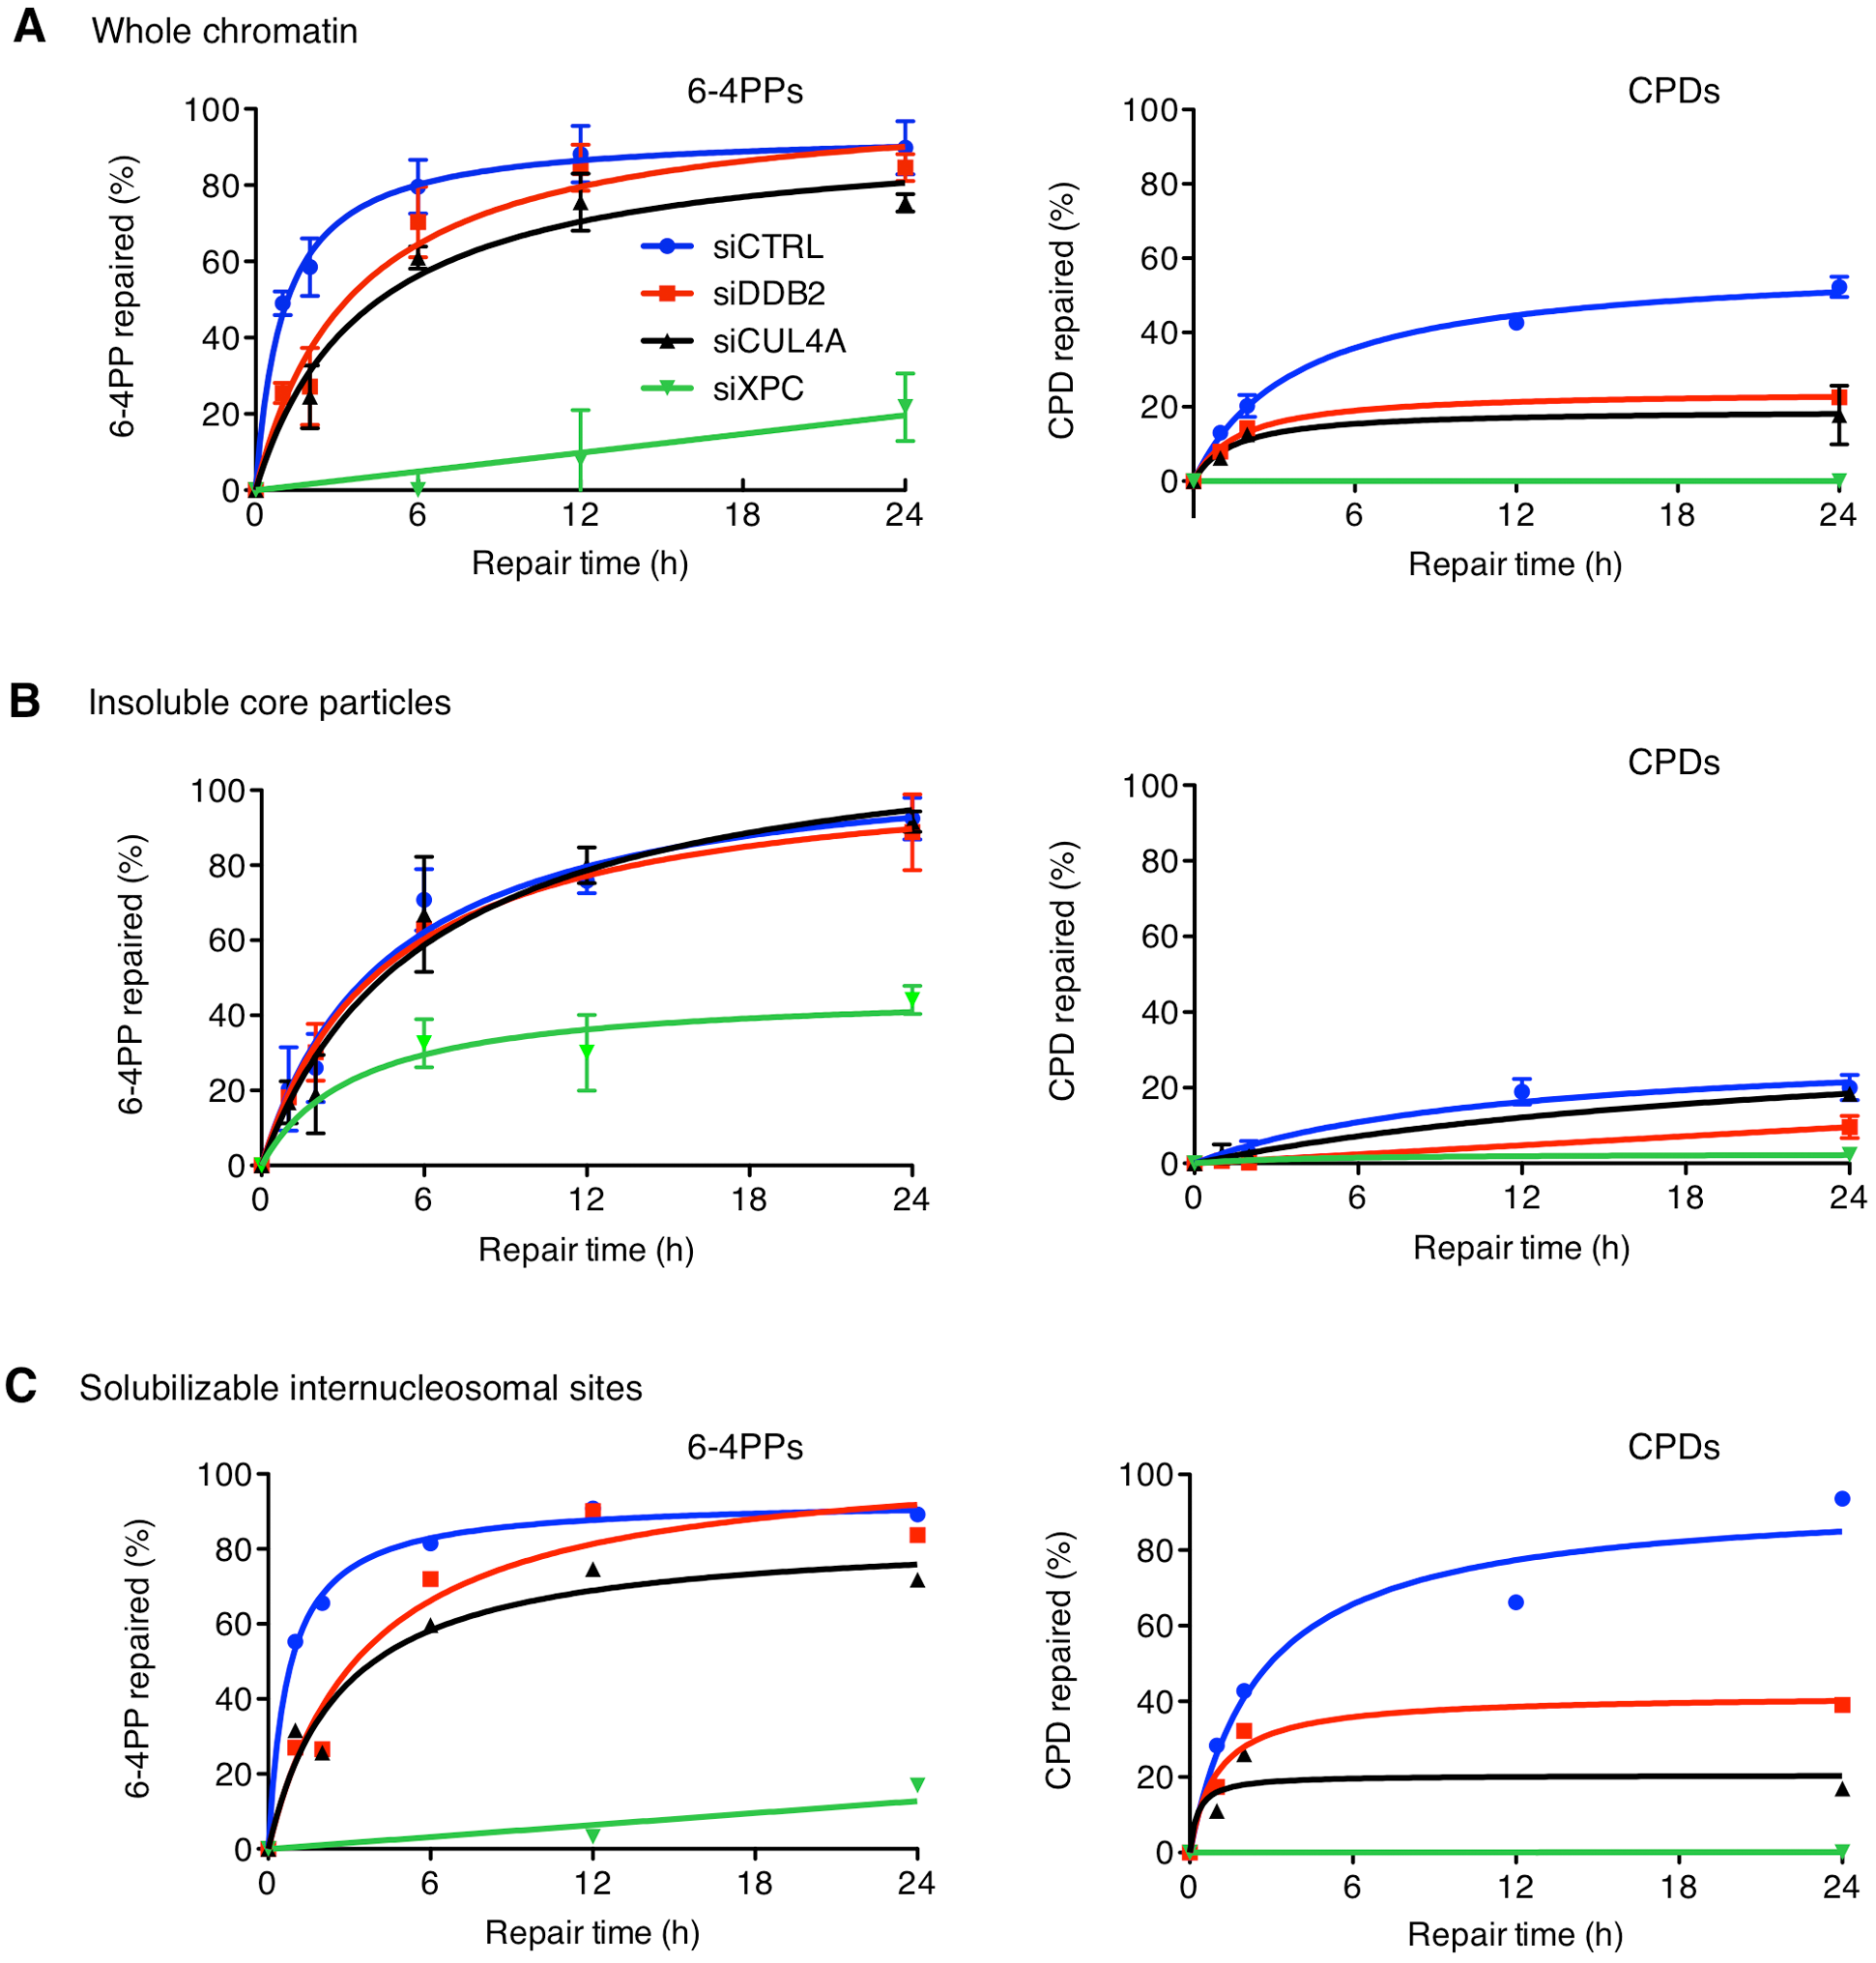 A Whole chromatin
6-4PPs
6-4PP repaired (%)
100
80
60
40
20
0
0 6 12 18 24
Repair time (h)
siCTRL
siDDB2
siCUL4A
siXPC
CPDs
CPD repaired (%)
100
80
60
40
20
0
6 12 18 24
Repair time (h)
B Insoluble core particles
6-4PP repaired (%)
100
80
60
40
20
0
0 6 12 18 24
Repair time (h)
CPDs
CPD repaired (%)
100
80
60
40
20
0
0 6 12 18 24
Repair time (h)
C Solubilizable internucleosomal sites
6-4PPs
6-4PP repaired (%)
100
80
60
40
20
0
0 6 12 18 24
Repair time (h)
CPDs
CPD repaired (%)
100
80
60
40
20
0
0 6 12 18 24
Repair time (h)